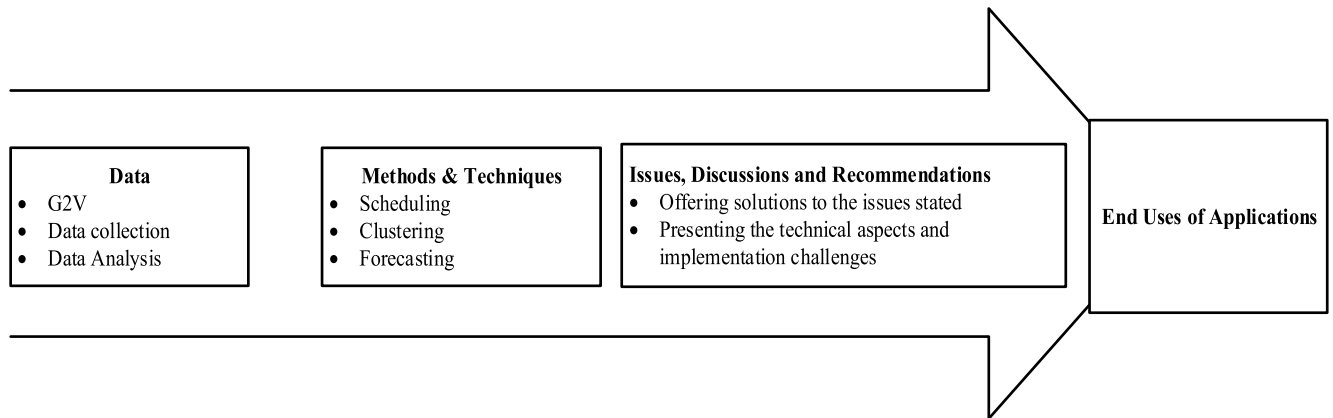 Data
• G2V
• Data collection
• Data Analysis
Methods & Techniques
• Scheduling
• Clustering
• Forecasting
Issues, Discussions and Recommendations
• Offering solutions to the issues stated
• Presenting the technical aspects and
implementation challenges
End Uses of Applications